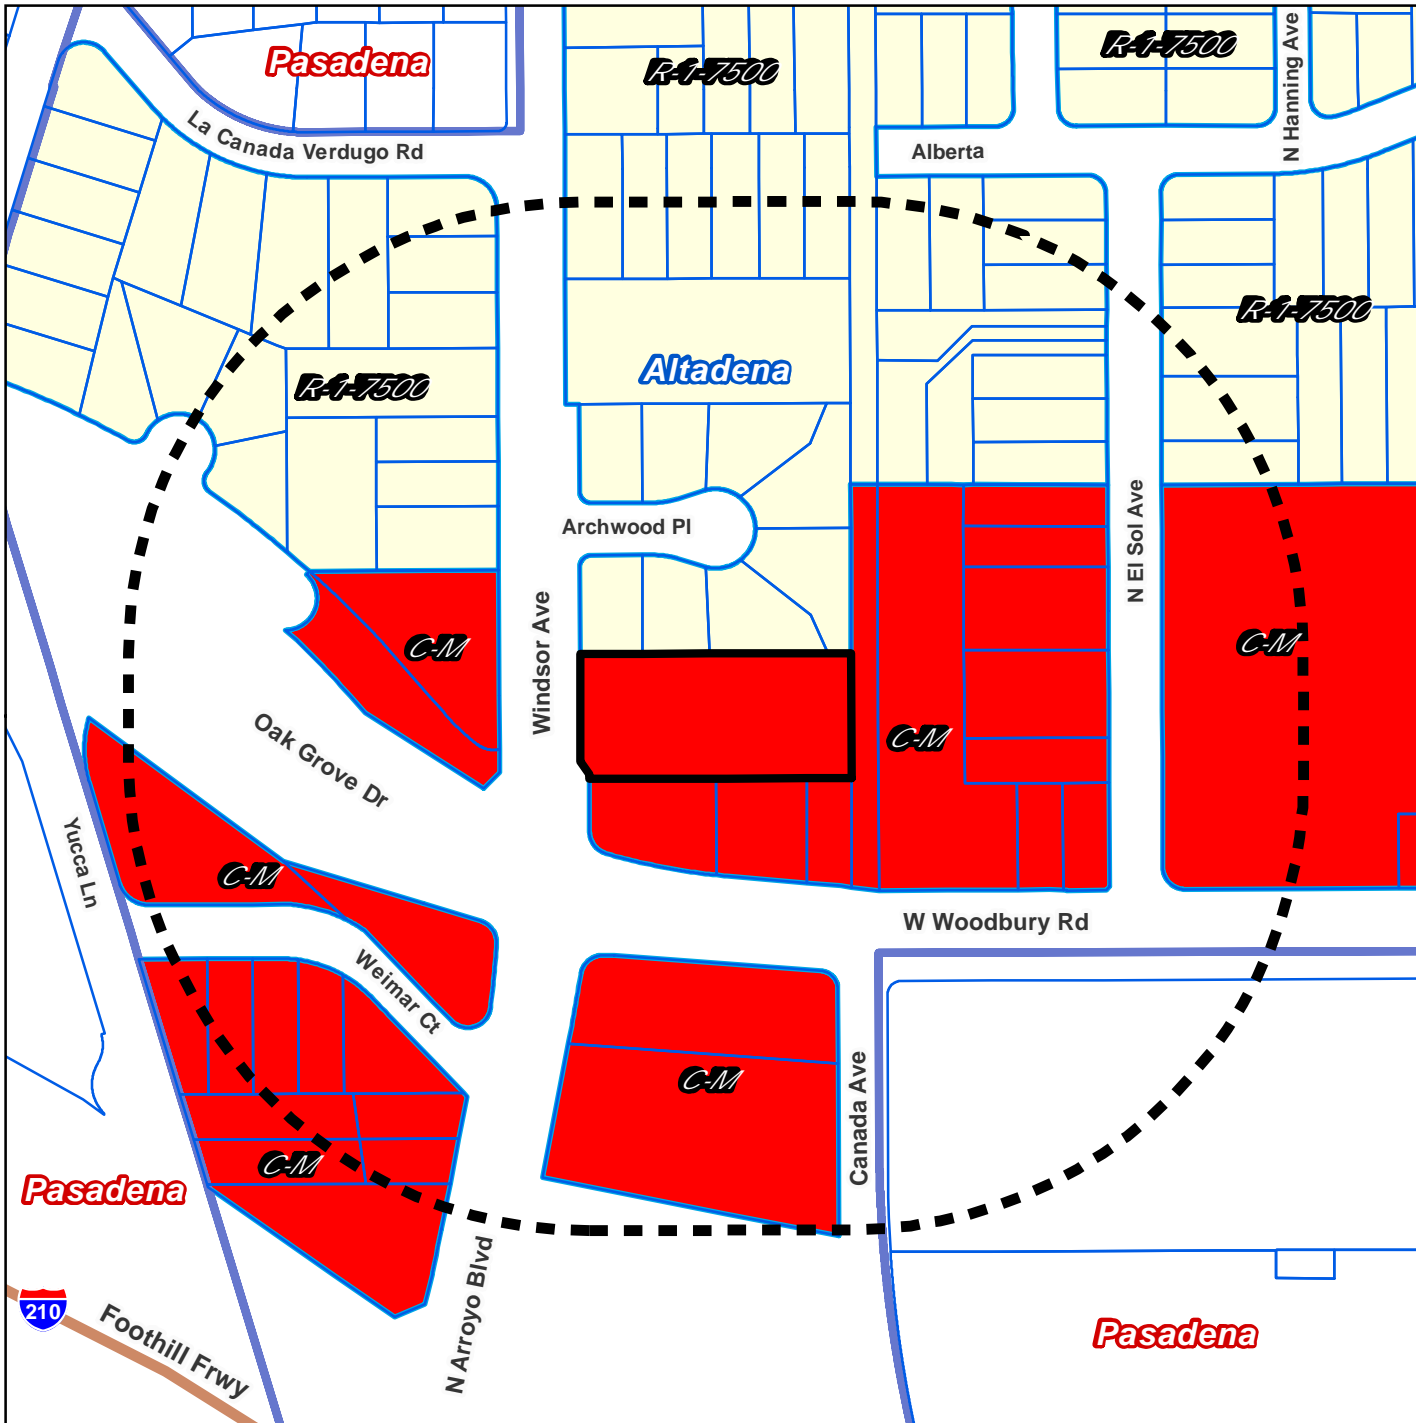 Pasadena
R-1-7500
R-1-7500
N Hanning Ave
La Canada Verdugo Rd
Alberta
R-1-7500
Altadena
R-1-7500
Archwood Pl
N El Sol Ave
Windsor Ave
C-M
C-M
C-M
Oak Grove Dr
Yucca Ln
C-M
W Woodbury Rd
Weimar Ct
C-M
Canada Ave
C-M
Pasadena
N Arroyo Blvd
210
Foothill Frwy
Pasadena